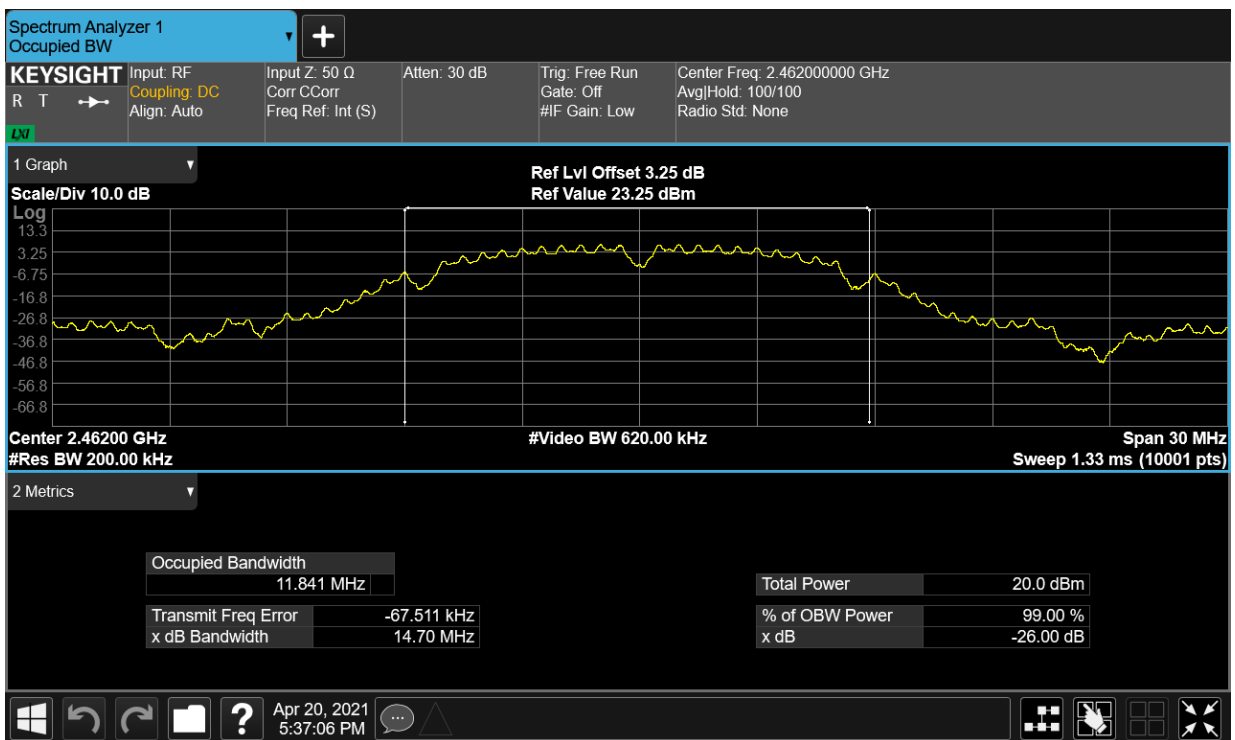 Spectrum Analyzer 1
Occupied BW
KEYSIGHT
R T
LXI
Input: RF
Coupling: DC
Align: Auto
Input Z: 50 Ω
Corr CCorr
Freq Ref: Int (S)
Atten: 30 dB
Trig: Free Run
Gate: Off
#IF Gain: Low
Center Freq: 2.462000000 GHz
Avg|Hold: 100/100
Radio Std: None
1 Graph
Scale/Div 10.0 dB
Ref Lvl Offset 3.25 dB
Ref Value 23.25 dBm
Log
13.3
3.25
-6.75
-16.8
-26.8
-36.8
-46.8
-56.8
-66.8
Center 2.46200 GHz
#Video BW 620.00 kHz
Span 30 MHz
#Res BW 200.00 kHz
Sweep 1.33 ms (10001 pts)
2 Metrics
Occupied Bandwidth
11.841 MHz
Total Power 20.0 dBm
Transmit Freq Error -67.511 kHz
% of OBW Power 99.00 %
x dB Bandwidth 14.70 MHz
x dB -26.00 dB
?
Apr 20, 2021
5:37:06 PM